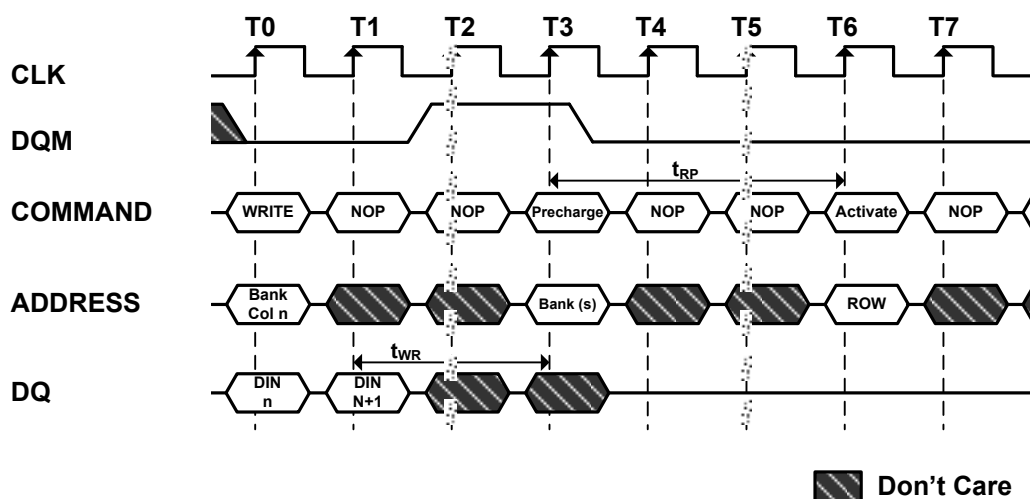 T0 T1 T2 T3 T4 T5 T6 T7
CLK
DQM
tRP
COMMAND WRITE NOP NOP Precharge NOP NOP Activate NOP
ADDRESS Bank Col n Bank (s) ROW
tWR
DQ DIN n DIN N+1
Don't Care